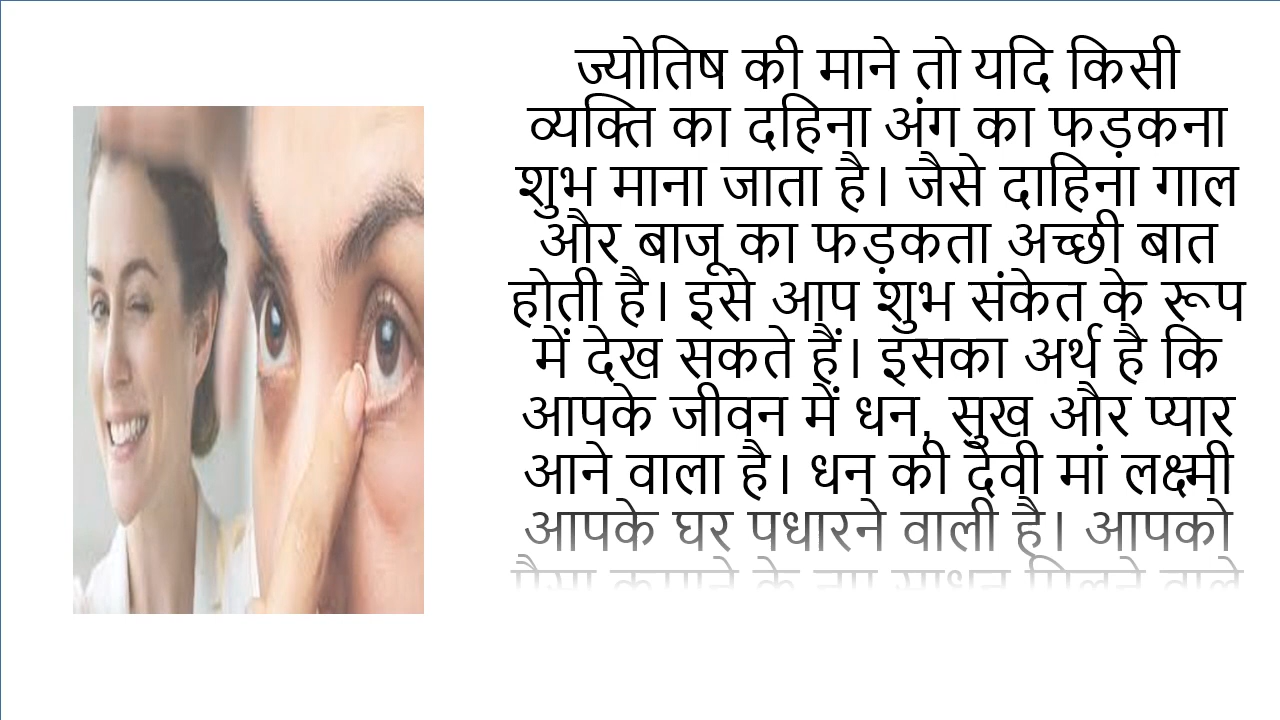 ज्योतिष की माने तो यदि किसी
व्यक्ति का दहिना अंग का फड़कना
शुभ माना जाता है। जैसे दाहिना गाल
और बाजू का फड़कता अच्छी बात
होती है। इसे आप शुभ संकेत के रूप
में देख सकते हैं। इसका अर्थ है कि
आपके जीवन में धन, सुख और प्यार
आने वाला है। धन की देवी मां लक्ष्मी
आपके घर पधारने वाली है। आपको